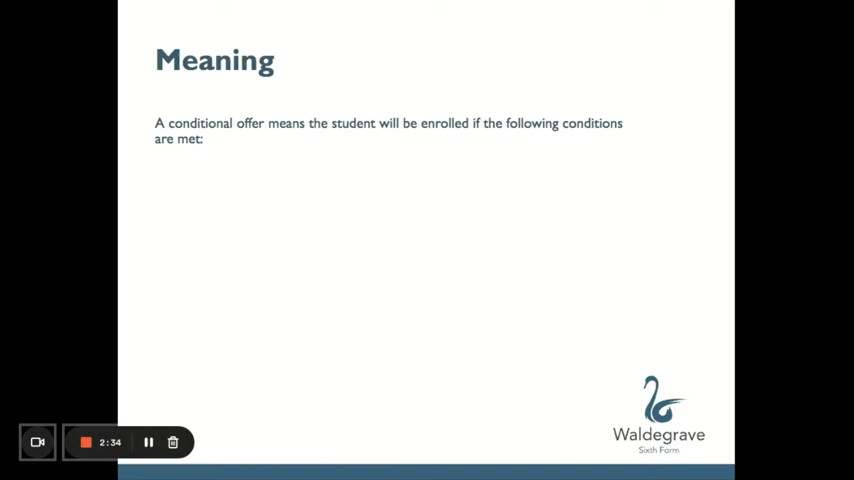 Meaning
A conditional offer means the student will be enrolled if the following conditions
are met:
Waldegrave
Sixth Form
2:34